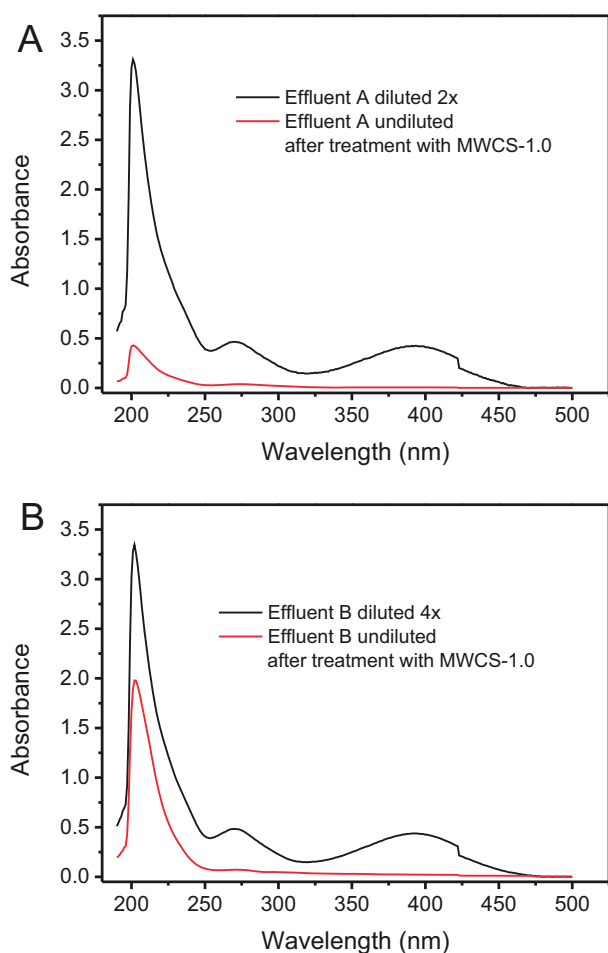 A
3.5
3.0
2.5
2.0
1.5
1.0
0.5
0.0
Absorbance
Effluent A diluted 2x
Effluent A undiluted
after treatment with MWCS-1.0
200 250 300 350 400 450 500
Wavelength (nm)
B
3.5
3.0
2.5
2.0
1.5
1.0
0.5
0.0
Absorbance
Effluent B diluted 4x
Effluent B undiluted
after treatment with MWCS-1.0
200 250 300 350 400 450 500
Wavelength (nm)